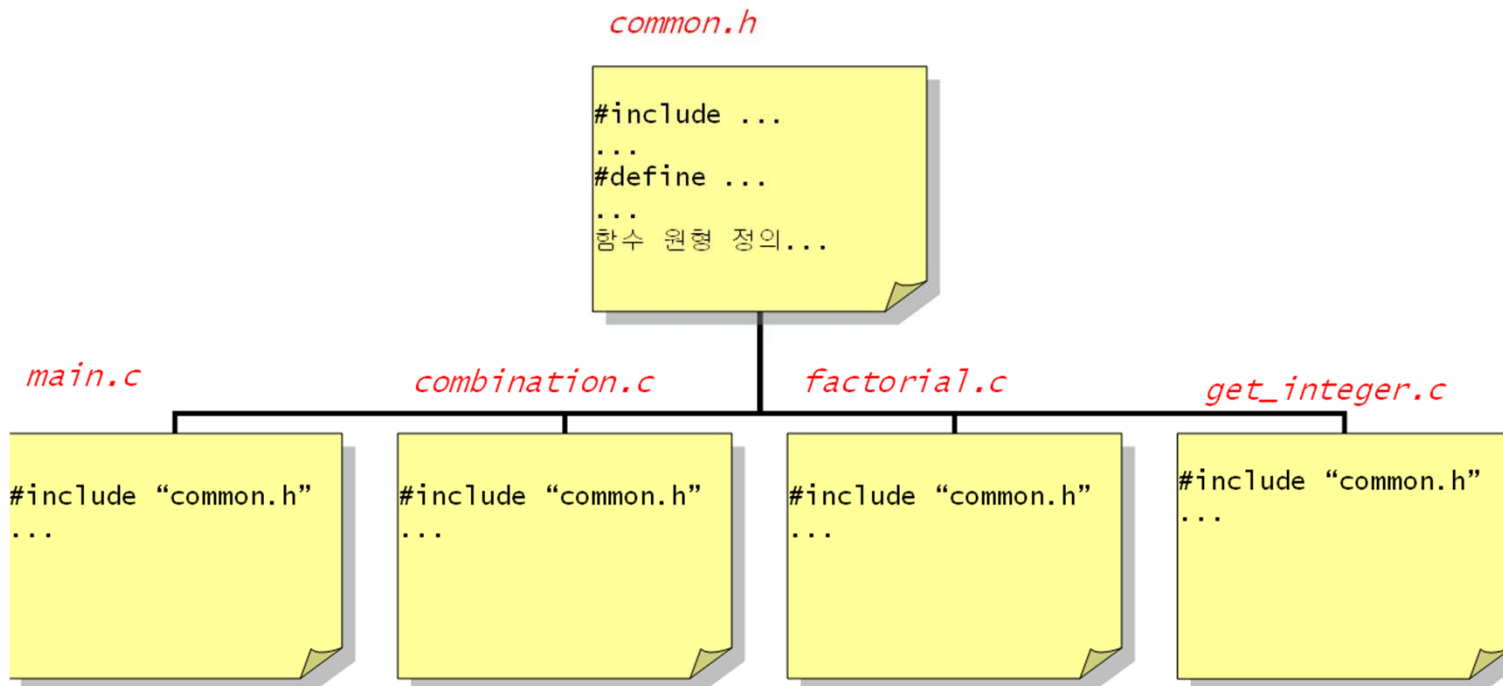 common.h
#include ...
...
#define ...
...
함수 원형 정의...
main.c
combination.c
factorial.c
get_integer.c
#include “common.h”
...
#include “common.h”
...
#include “common.h”
...
#include “common.h”
...